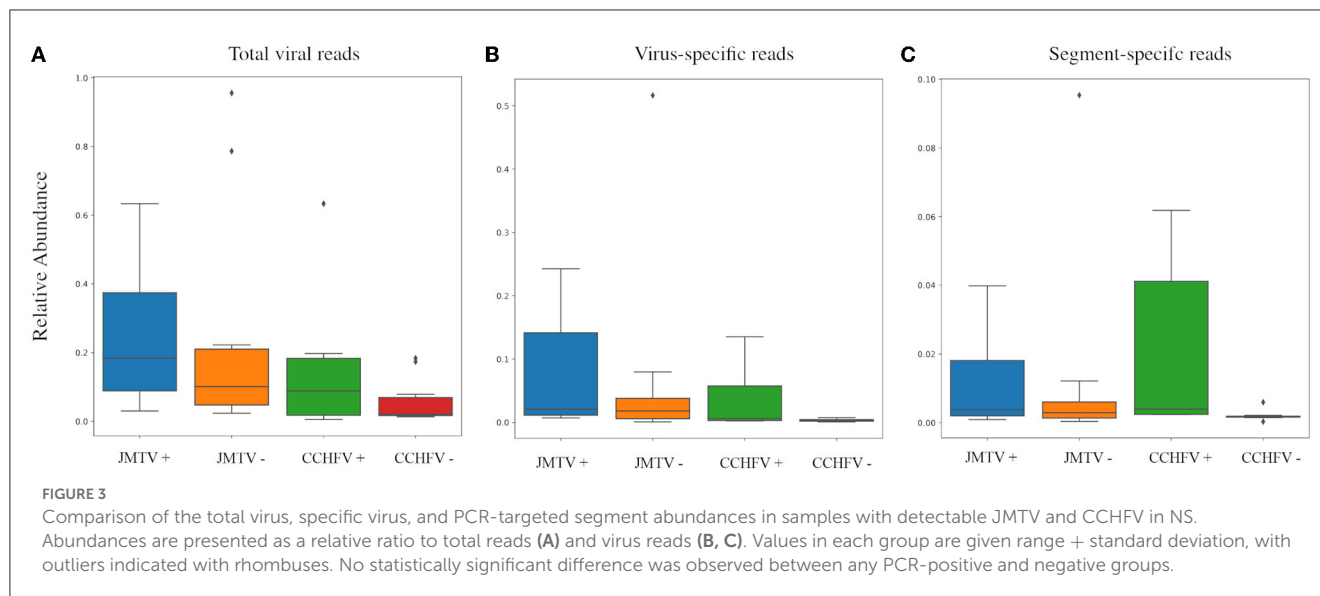 A
Total viral reads
B
Virus-specific reads
C
Segment-specifc reads
Relative Abundance
1.0
0.8
0.6
0.4
0.2
0.0
JMTV +
JMTV -
CCHFV +
CCHFV -
0.5
0.4
0.3
0.2
0.1
0.0
JMTV +
JMTV -
CCHFV +
CCHFV -
0.10
0.08
0.06
0.04
0.02
0.00
JMTV +
JMTV -
CCHFV +
CCHFV -
FIGURE 3
Comparison of the total virus, specific virus, and PCR-targeted segment abundances in samples with detectable JMTV and CCHFV in NS.
Abundances are presented as a relative ratio to total reads (A) and virus reads (B, C). Values in each group are given range + standard deviation, with
outliers indicated with rhombuses. No statistically significant difference was observed between any PCR-positive and negative groups.